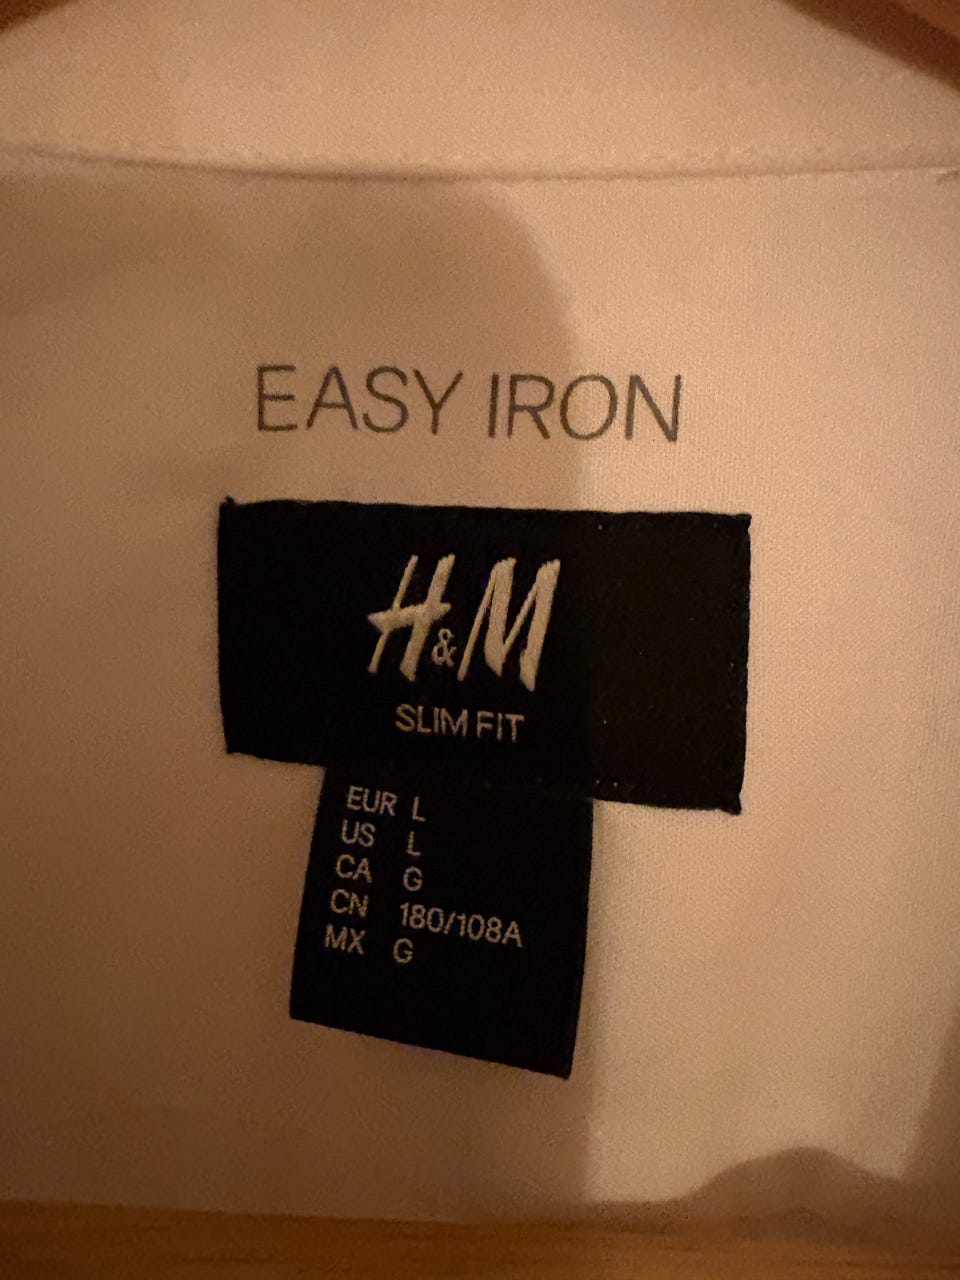 EASY IRON
H&M
SLIM FIT
EUR L
US L
CA G
CN 180/108A
MX G